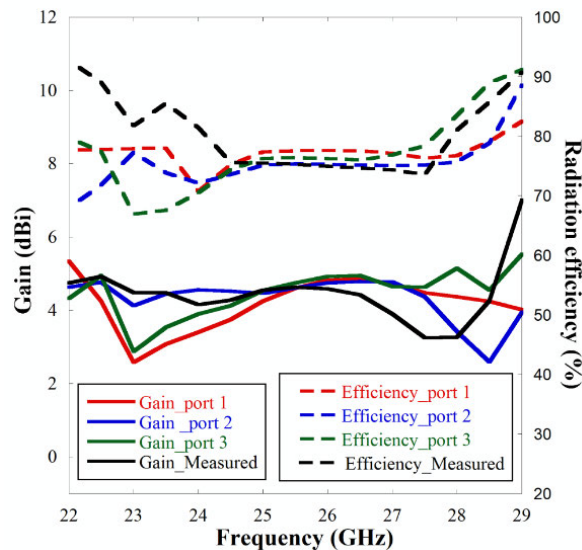 12
10
8
6
4
2
0
Gain (dBi)
100
90
80
70
60
50
40
30
20
Radiation efficiency (%)
Gain_port 1
Gain_port 2
Gain_port 3
Gain_Measured
Efficiency_port 1
Efficiency_port 2
Efficiency_port 3
Efficiency_Measured
22 23 24 25 26 27 28 29
Frequency (GHz)